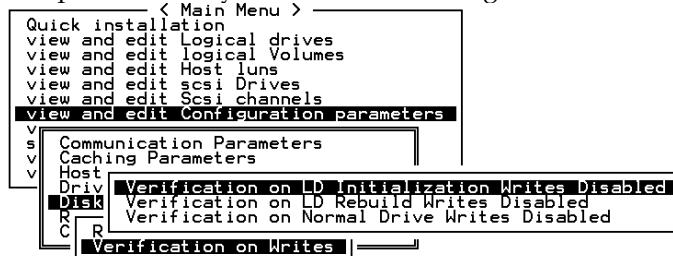 < Main Menu >
Quick installation
view and edit Logical drives
view and edit logical Volumes
view and edit Host luns
view and edit scsi Drives
view and edit Scsi channels
view and edit Configuration parameters
v
s Communication Parameters
v Caching Parameters
v Host
Driv Verification on LD Initialization Writes Disabled
Disk Verification on LD Rebuild Writes Disabled
R Verification on Normal Drive Writes Disabled
C R
Verification on Writes